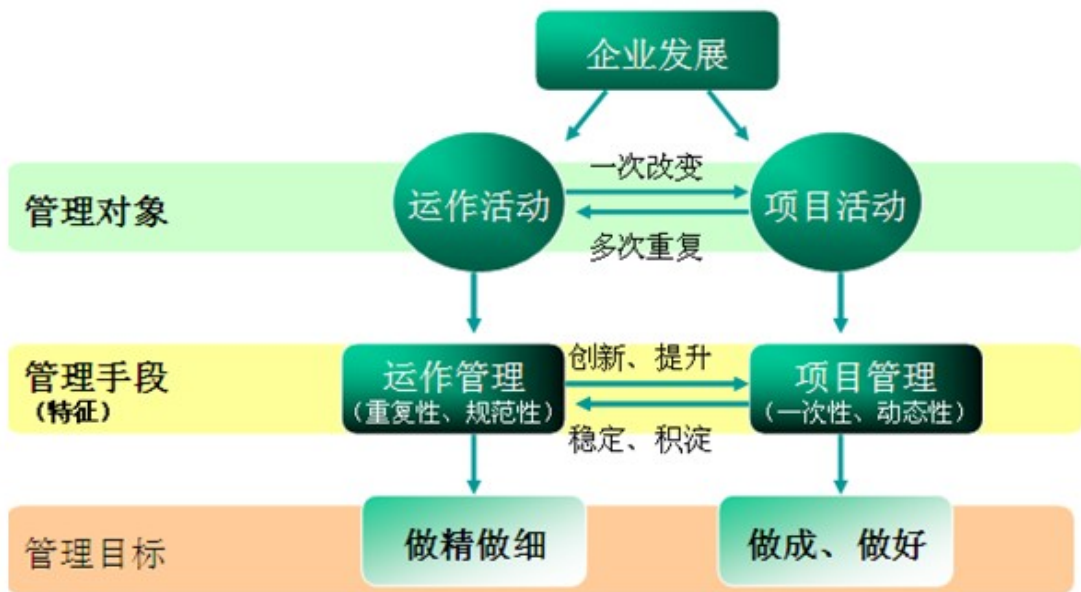 企业发展
一次改变
管理对象
运作活动
项目活动
多次重复
管理手段
（特征）
运作管理
（重复性、规范性）
创新、提升
项目管理
（一次性、动态性）
稳定、积淀
管理目标
做精做细
做成、做好